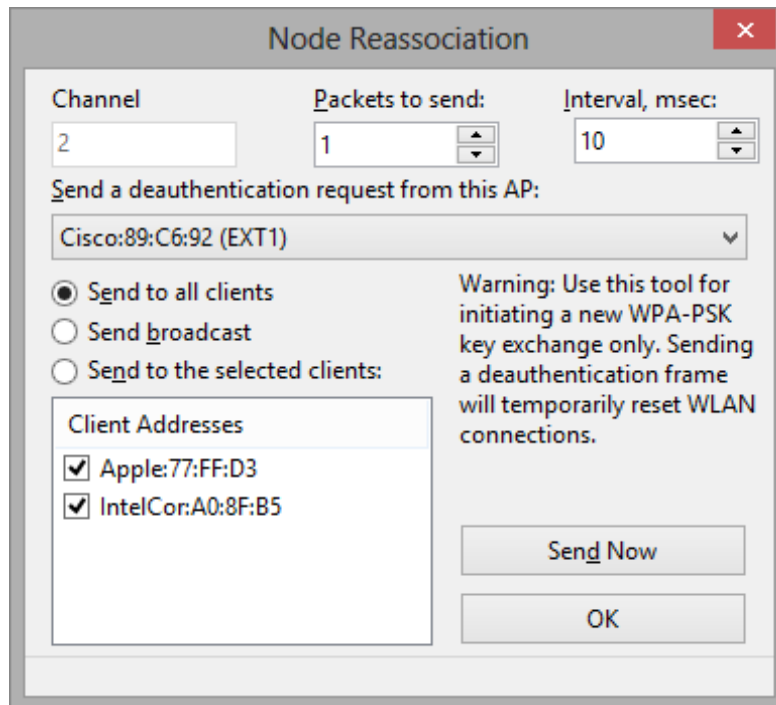 Node Reassociation
Channel
Packets to send:
Interval, msec:
2
1
10
Send a deauthentication request from this AP:
Cisco:89:C6:92 (EXT1)
Send to all clients
Send broadcast
Send to the selected clients:
Client Addresses
Apple:77:FF:D3
IntelCor:A0:8F:B5
Warning: Use this tool for
initiating a new WPA-PSK
key exchange only. Sending
a deauthentication frame
will temporarily reset WLAN
connections.
Send Now
OK